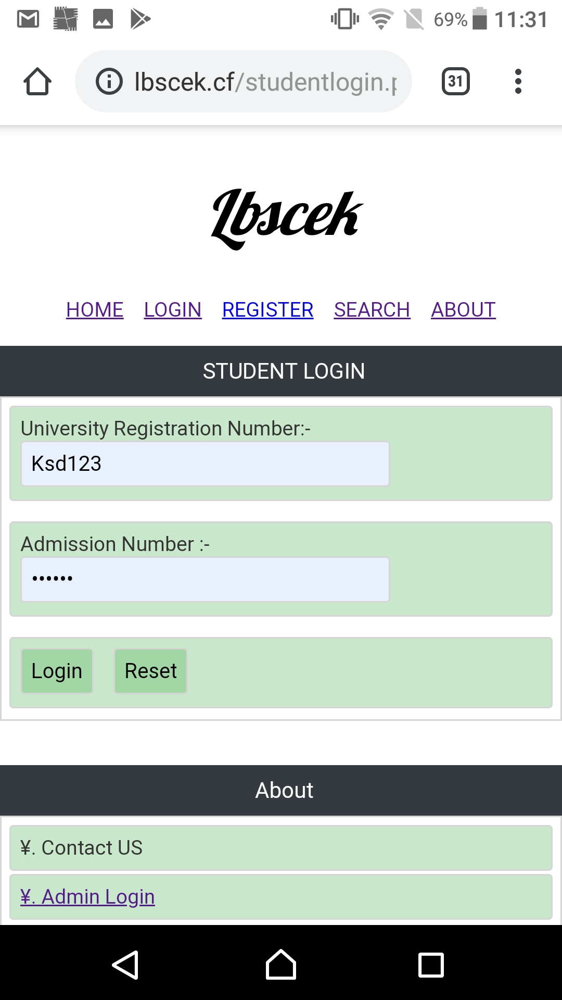 69% 11:31
lbscek.cf/studentlogin.p
31
Lbscek
HOME LOGIN REGISTER SEARCH ABOUT
STUDENT LOGIN
University Registration Number:-
Ksd123
Admission Number :-
••••••
Login Reset
About
¥. Contact US
¥. Admin Login